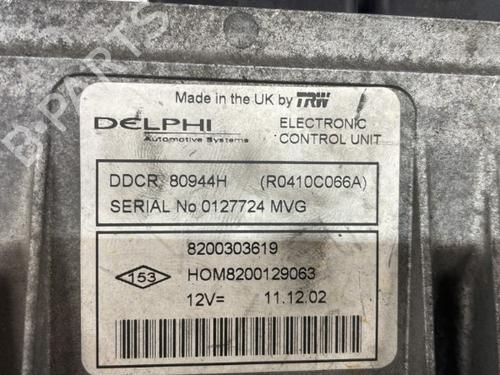 Made in the UK by TRW
DELPHI
Automotive Systems
ELECTRONIC
CONTROL UNIT
DDCR 80944H (R0410C066A)
SERIAL No 0127724 MVG
8200303619
153
HOM8200129063
12V= 11.12.02
B-PARTS